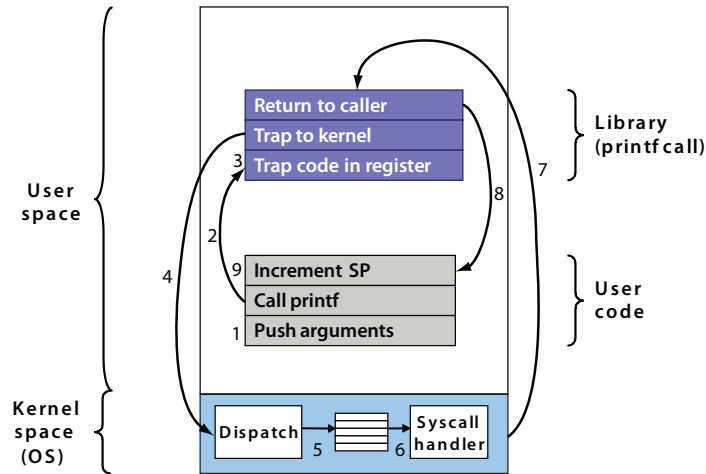 Return to caller
Trap to kernel
3 Trap code in register
Library
(printf call)
7
User
space
2
8
4
9 Increment SP
Call printf
1 Push arguments
User
code
Kernel
space
(OS)
Dispatch
5
6
Syscall
handler